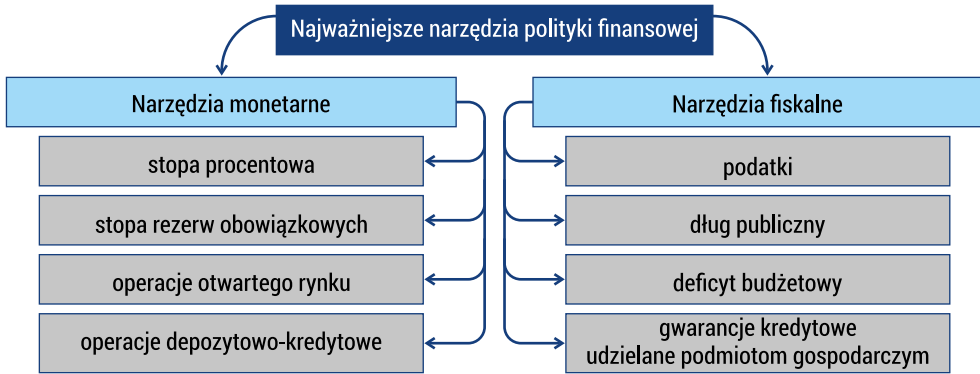 Najważniejsze narzędzia polityki finansowej
Narzędzia monetarne
stopa procentowa
stopa rezerw obowiązkowych
operacje otwartego rynku
operacje depozytowo-kredytowe
Narzędzia fiskalne
podatki
dług publiczny
deficyt budżetowy
gwarancje kredytowe
udzielane podmiotom gospodarczym